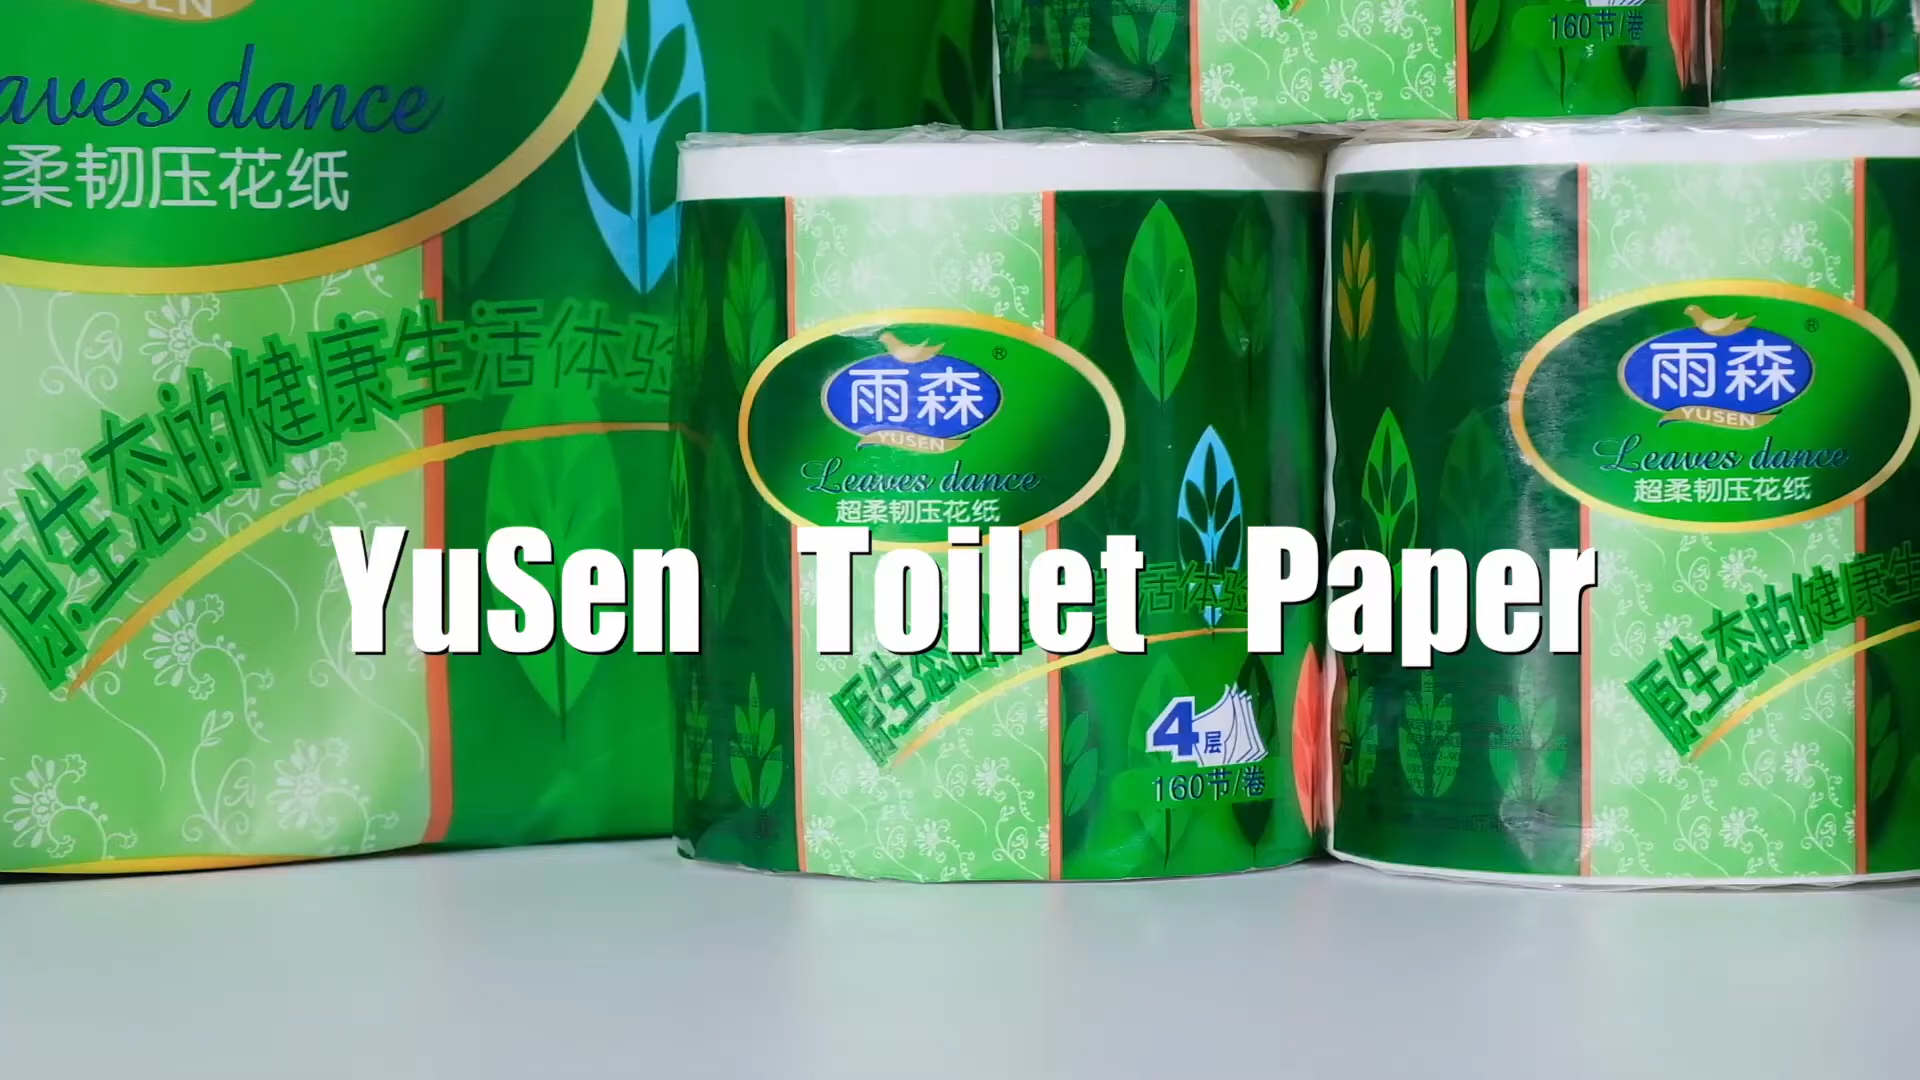 SEN
aves dance
柔韧压花纸
原生态的健康生活体验
160节/卷
雨森
®
YUSEN
Leaves dance
超柔韧压花纸
原生态的健
生活体验
4层
160节/卷
雨森
®
YUSEN
Leaves dance
超柔韧压花纸
原生态的健康生
YuSen Toilet Paper